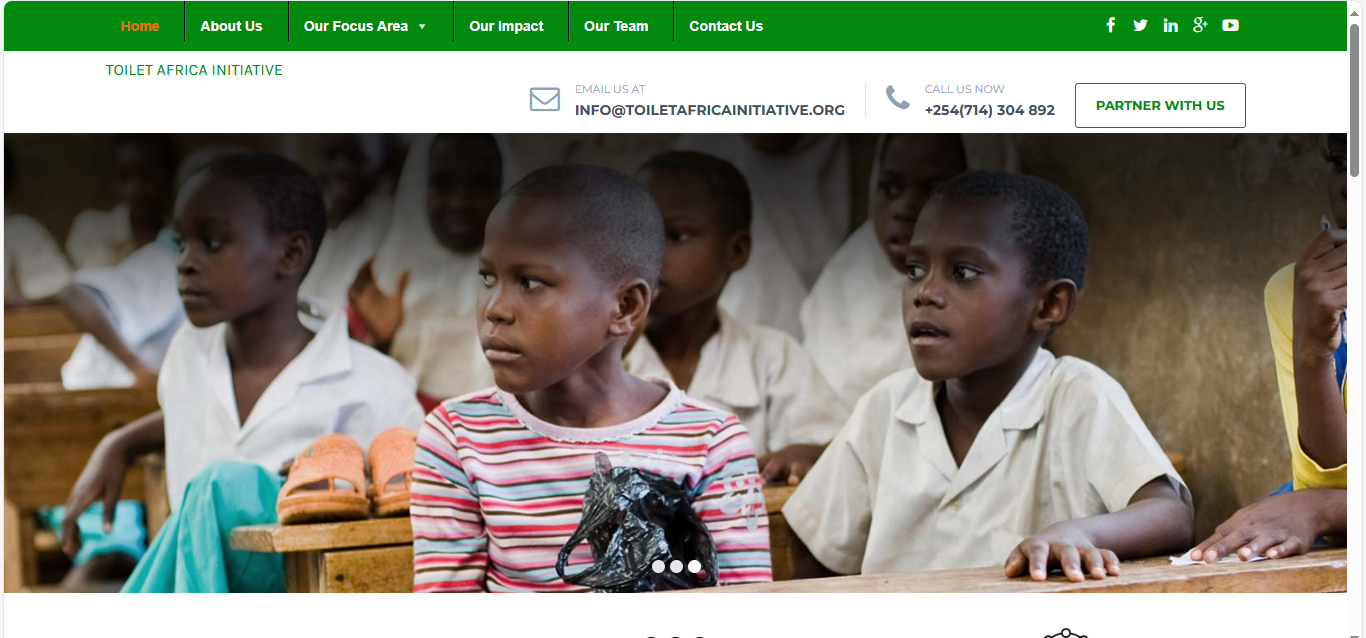 Home
About Us
Our Focus Area
Our Impact
Our Team
Contact Us
TOILET AFRICA INITIATIVE
EMAIL US AT
INFO@TOILETAFRICAINITIATIVE.ORG
CALL US NOW
+254(714) 304 892
PARTNER WITH US